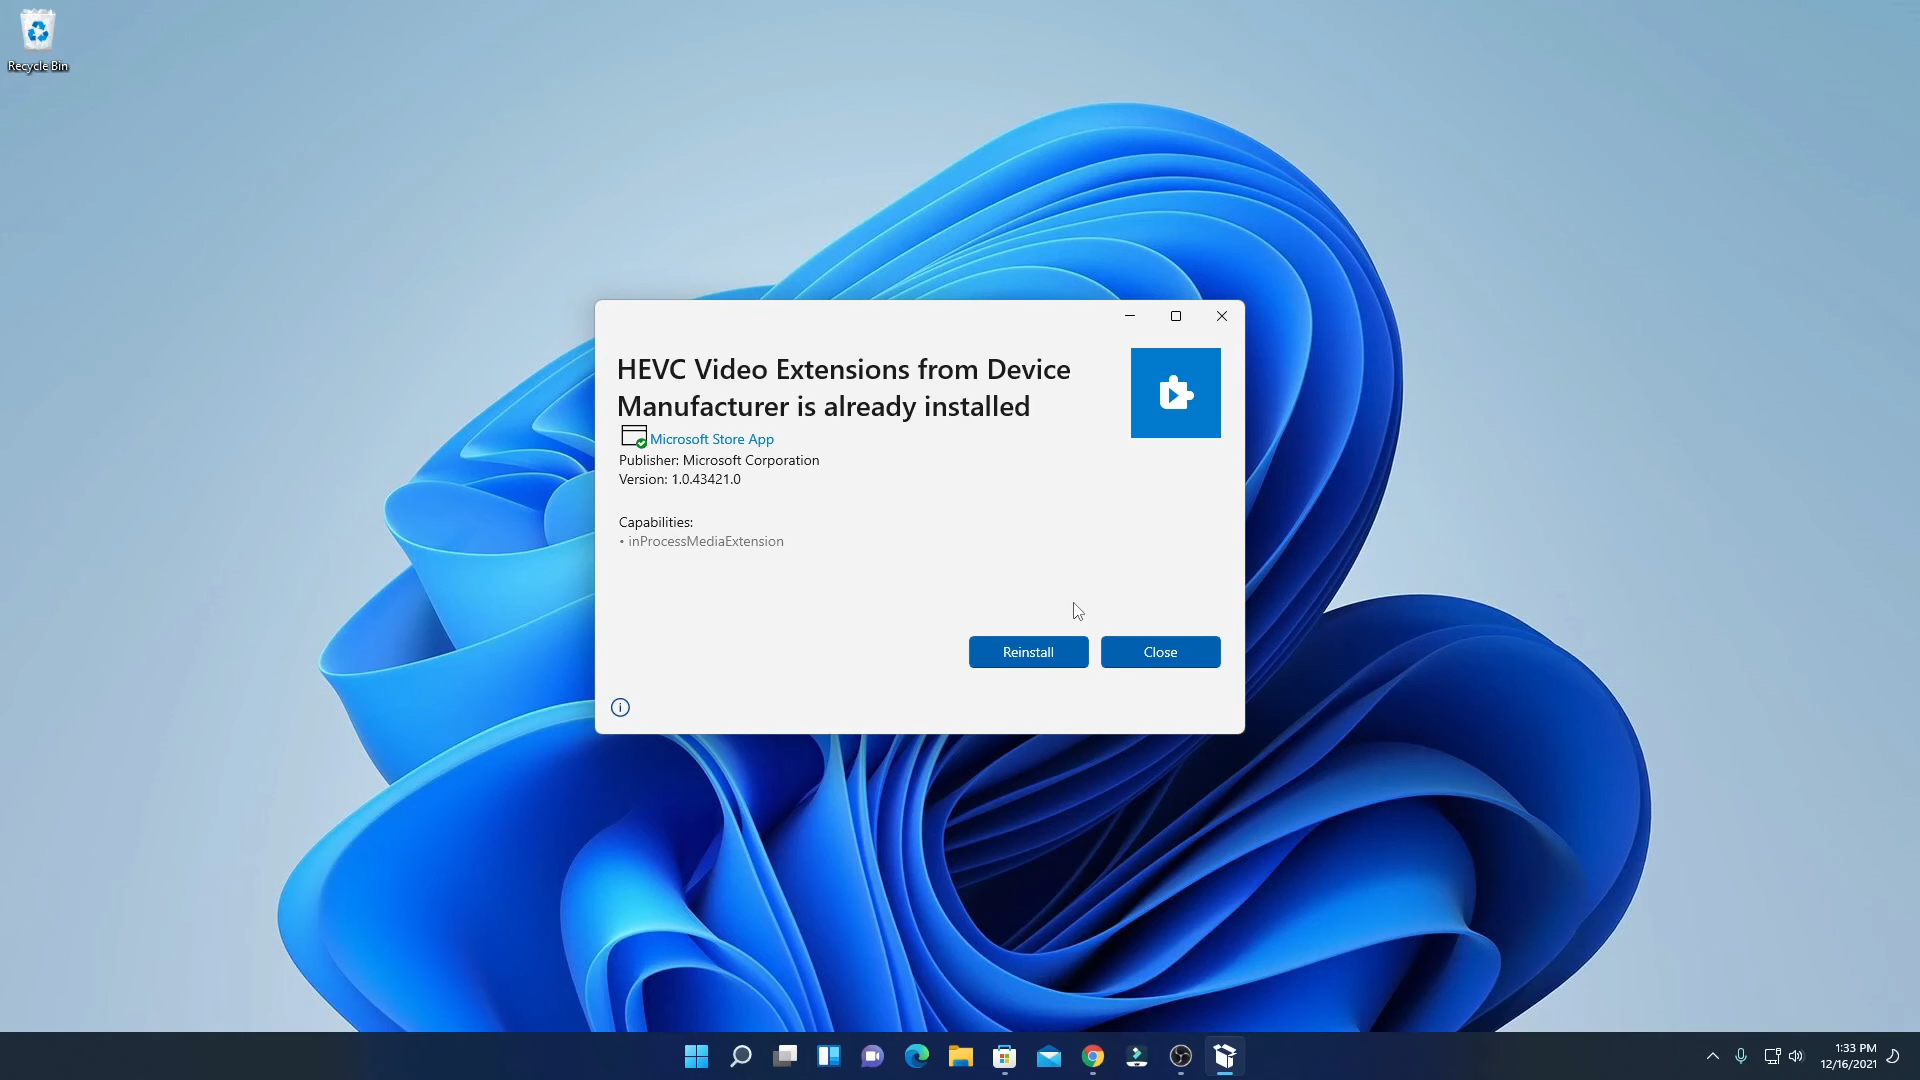 Recycle Bin
HEVC Video Extensions from Device
Manufacturer is already installed
Microsoft Store App
Publisher: Microsoft Corporation
Version: 1.0.43421.0
Capabilities:
• inProcessMediaExtension
Reinstall
Close
1:33 PM
12/16/2021